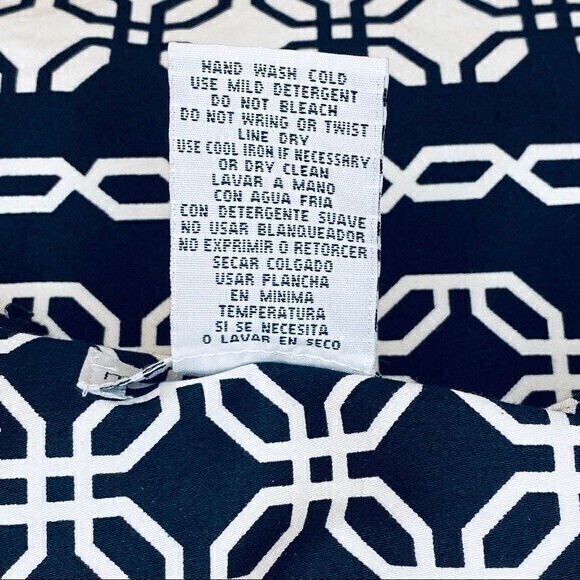 HAND WASH COLD
USE MILD DETERGENT
DO NOT BLEACH
DO NOT WRING OR TWIST
LINE DRY
USE COOL IRON IF NECESSARY
OR DRY CLEAN
LAVAR A MANO
CON AGUA FRIA
CON DETERGENTE SUAVE
NO USAR BLANQUEADOR
NO EXPRIMIR O RETORCER
SECAR COLGADO
USAR PLANCHA
EN MINIMA
TEMPERATURA
SI SE NECESITA
O LAVAR EN SECO